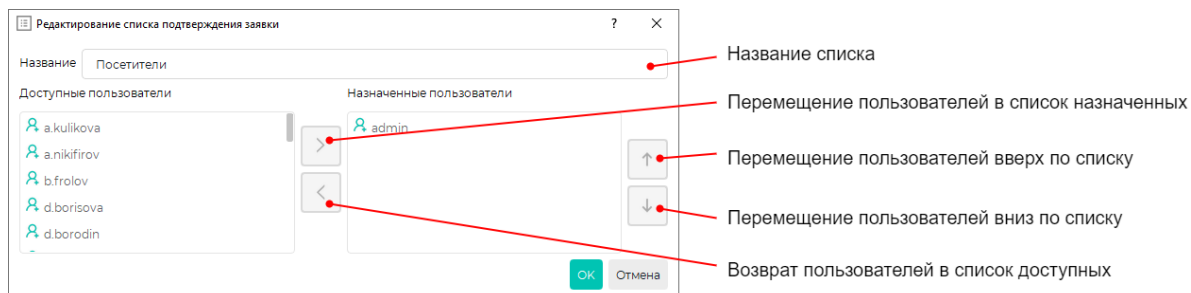 Редактирование списка подтверждения заявки
?
Название
Посетители
Доступные пользователи
Назначенные пользователи
a.kulikova
a.nikifirov
b.frolov
d.borisova
d.borodin
admin
OK
Отмена
Название списка
Перемещение пользователей в список назначенных
Перемещение пользователей вверх по списку
Перемещение пользователей вниз по списку
Возврат пользователей в список доступных